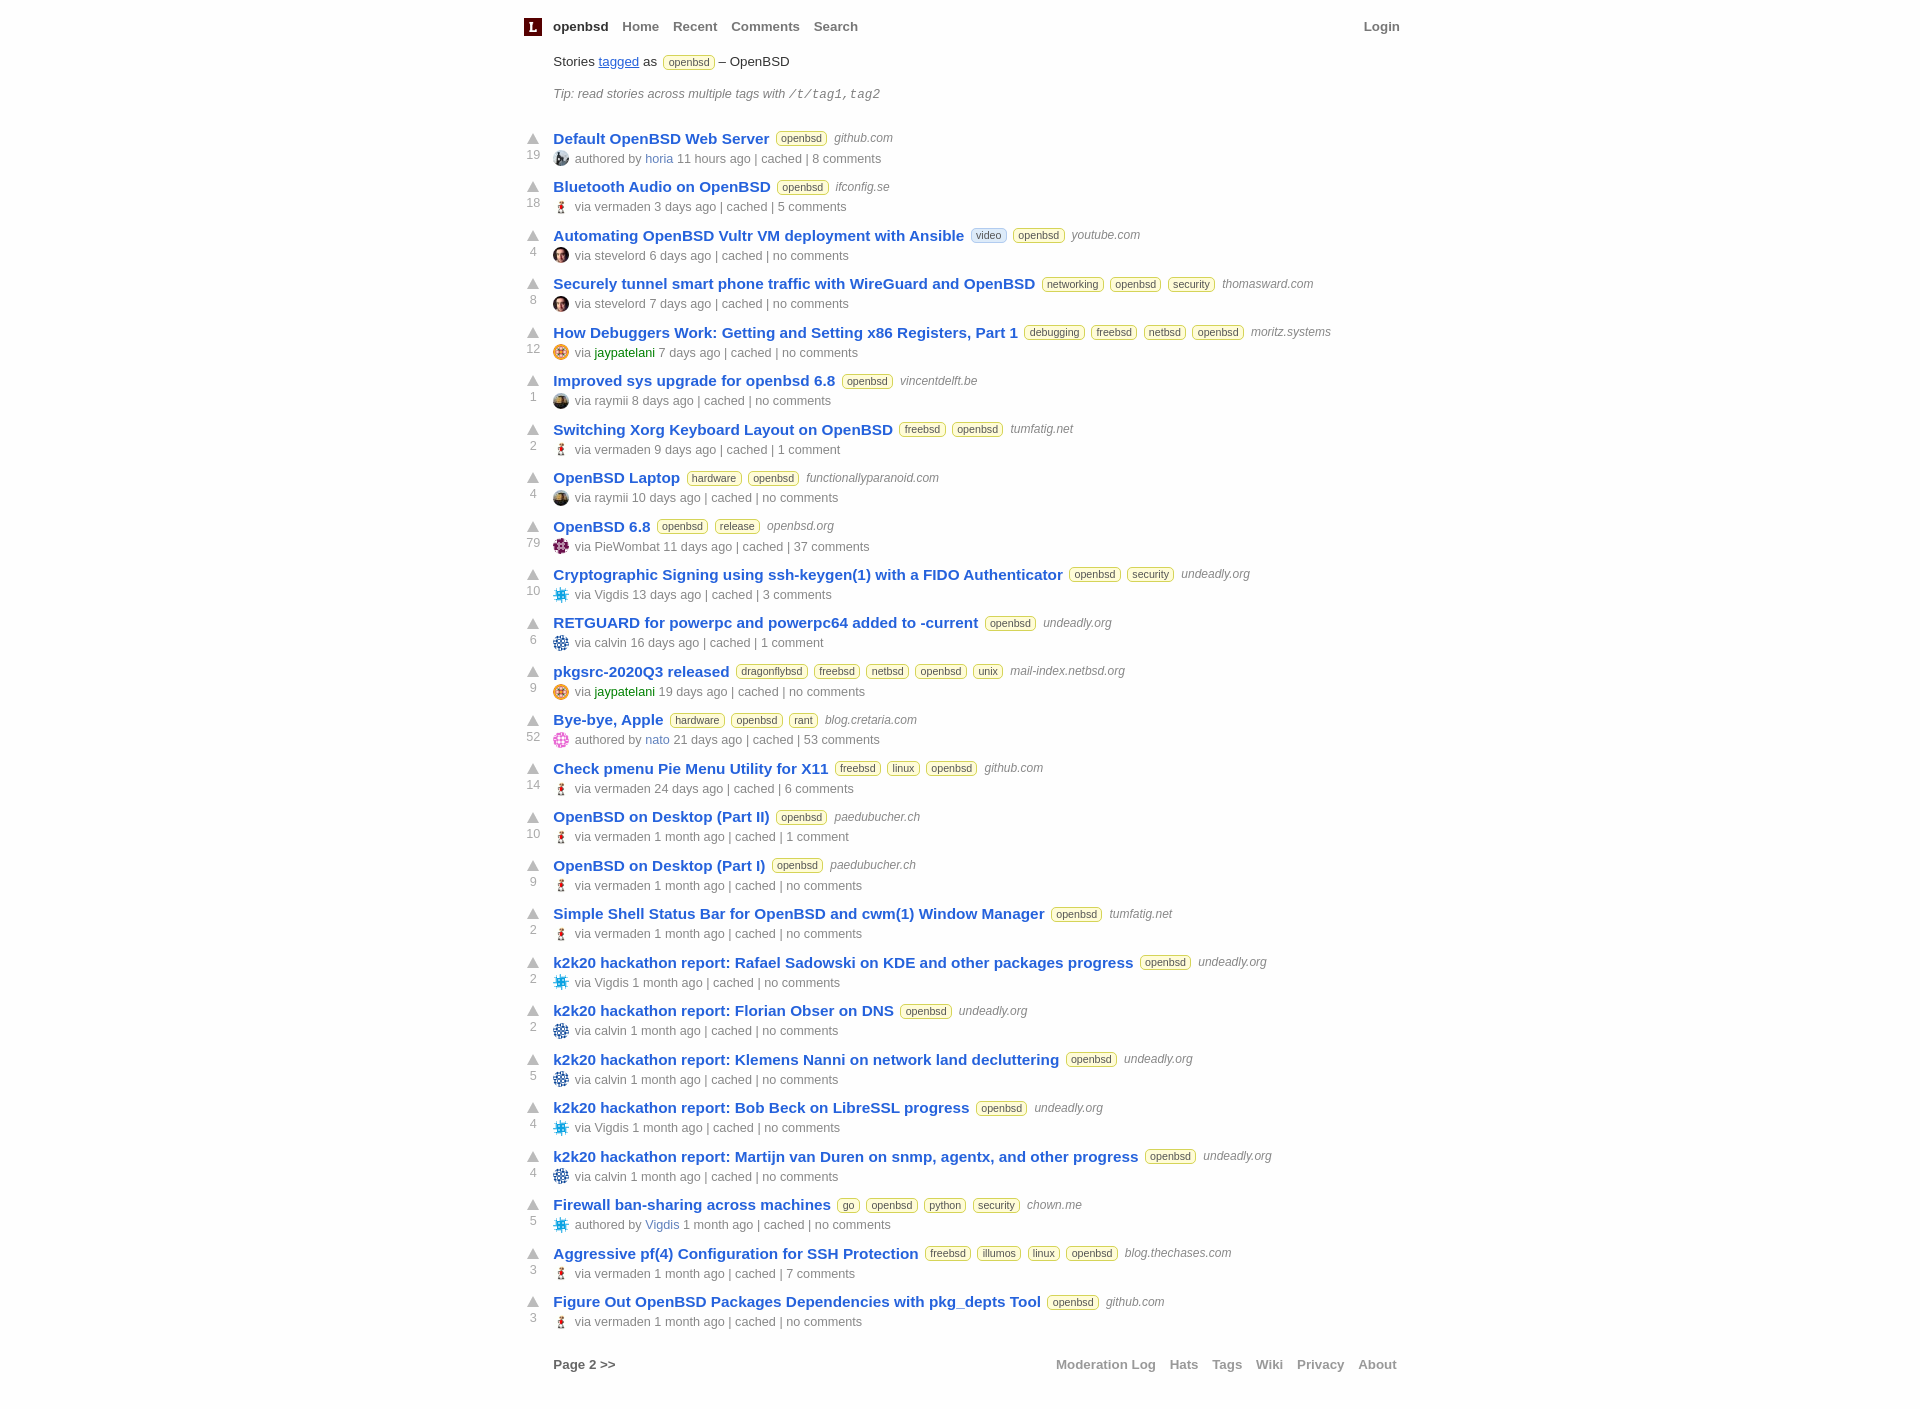 L openbsd Home Recent Comments Search Login
Stories tagged as openbsd – OpenBSD
Tip: read stories across multiple tags with /t/tag1,tag2
Default OpenBSD Web Server openbsd github.com
19 authored by horia 11 hours ago | cached | 8 comments
Bluetooth Audio on OpenBSD openbsd ifconfig.se
18 via vermaden 3 days ago | cached | 5 comments
Automating OpenBSD Vultr VM deployment with Ansible video openbsd youtube.com
4 via stevelord 6 days ago | cached | no comments
Securely tunnel smart phone traffic with WireGuard and OpenBSD networking openbsd security thomasward.com
8 via stevelord 7 days ago | cached | no comments
How Debuggers Work: Getting and Setting x86 Registers, Part 1 debugging freebsd netbsd openbsd moritz.systems
12 via jaypatelani 7 days ago | cached | no comments
Improved sys upgrade for openbsd 6.8 openbsd vincentdelft.be
1 via raymii 8 days ago | cached | no comments
Switching Xorg Keyboard Layout on OpenBSD freebsd openbsd tumfatig.net
2 via vermaden 9 days ago | cached | 1 comment
OpenBSD Laptop hardware openbsd functionallyparanoid.com
4 via raymii 10 days ago | cached | no comments
OpenBSD 6.8 openbsd release openbsd.org
79 via PieWombat 11 days ago | cached | 37 comments
Cryptographic Signing using ssh-keygen(1) with a FIDO Authenticator openbsd security undeadly.org
10 via Vigdis 13 days ago | cached | 3 comments
RETGUARD for powerpc and powerpc64 added to -current openbsd undeadly.org
6 via calvin 16 days ago | cached | 1 comment
pkgsrc-2020Q3 released dragonflybsd freebsd netbsd openbsd unix mail-index.netbsd.org
9 via jaypatelani 19 days ago | cached | no comments
Bye-bye, Apple hardware openbsd rant blog.cretaria.com
52 authored by nato 21 days ago | cached | 53 comments
Check pmenu Pie Menu Utility for X11 freebsd linux openbsd github.com
14 via vermaden 24 days ago | cached | 6 comments
OpenBSD on Desktop (Part II) openbsd paedubucher.ch
10 via vermaden 1 month ago | cached | 1 comment
OpenBSD on Desktop (Part I) openbsd paedubucher.ch
9 via vermaden 1 month ago | cached | no comments
Simple Shell Status Bar for OpenBSD and cwm(1) Window Manager openbsd tumfatig.net
2 via vermaden 1 month ago | cached | no comments
k2k20 hackathon report: Rafael Sadowski on KDE and other packages progress openbsd undeadly.org
2 via Vigdis 1 month ago | cached | no comments
k2k20 hackathon report: Florian Obser on DNS openbsd undeadly.org
2 via calvin 1 month ago | cached | no comments
k2k20 hackathon report: Klemens Nanni on network land decluttering openbsd undeadly.org
5 via calvin 1 month ago | cached | no comments
k2k20 hackathon report: Bob Beck on LibreSSL progress openbsd undeadly.org
4 via Vigdis 1 month ago | cached | no comments
k2k20 hackathon report: Martijn van Duren on snmp, agentx, and other progress openbsd undeadly.org
4 via calvin 1 month ago | cached | no comments
Firewall ban-sharing across machines go openbsd python security chown.me
5 authored by Vigdis 1 month ago | cached | no comments
Aggressive pf(4) Configuration for SSH Protection freebsd illumos linux openbsd blog.thechases.com
3 via vermaden 1 month ago | cached | 7 comments
Figure Out OpenBSD Packages Dependencies with pkg_depts Tool openbsd github.com
3 via vermaden 1 month ago | cached | no comments
Page 2 >> Moderation Log Hats Tags Wiki Privacy About